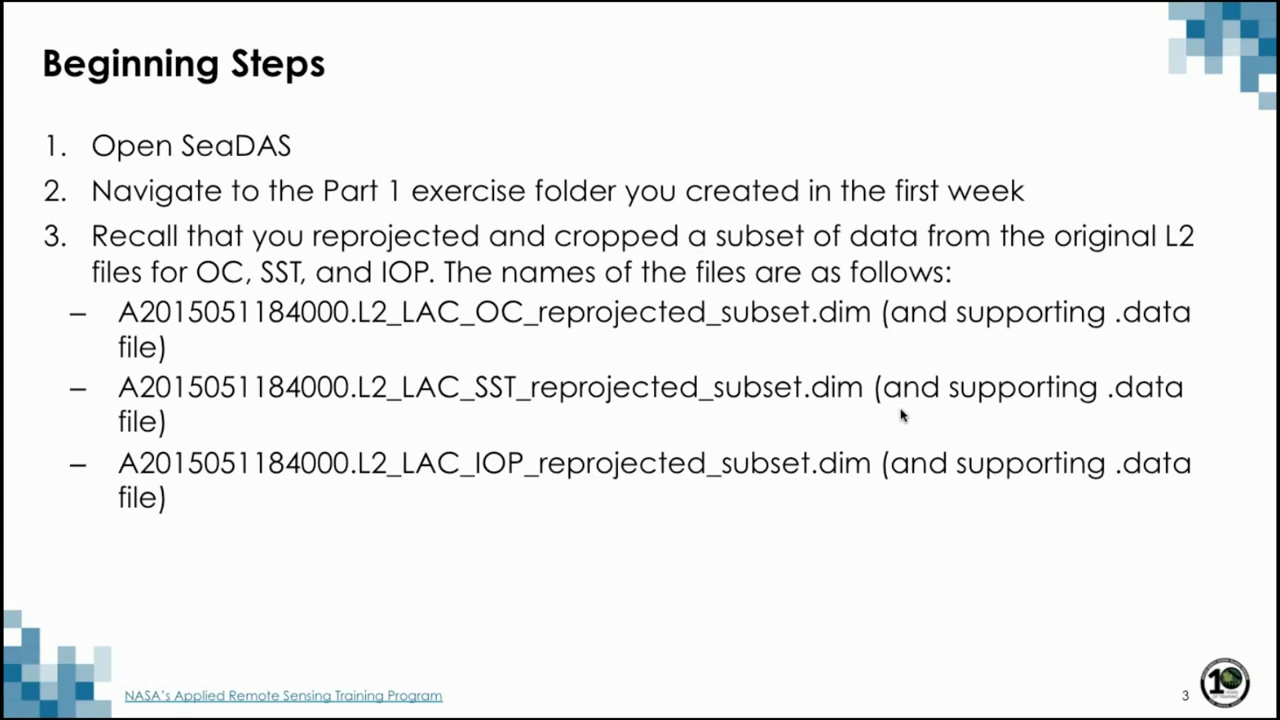 Beginning Steps
1. Open SeaDAS
2. Navigate to the Part 1 exercise folder you created in the first week
3. Recall that you reprojected and cropped a subset of data from the original L2
files for OC, SST, and IOP. The names of the files are as follows:
– A2015051184000.L2_LAC_OC_reprojected_subset.dim (and supporting .data
file)
– A2015051184000.L2_LAC_SST_reprojected_subset.dim (and supporting .data
file)
– A2015051184000.L2_LAC_IOP_reprojected_subset.dim (and supporting .data
file)
NASA's Applied Remote Sensing Training Program
3
10